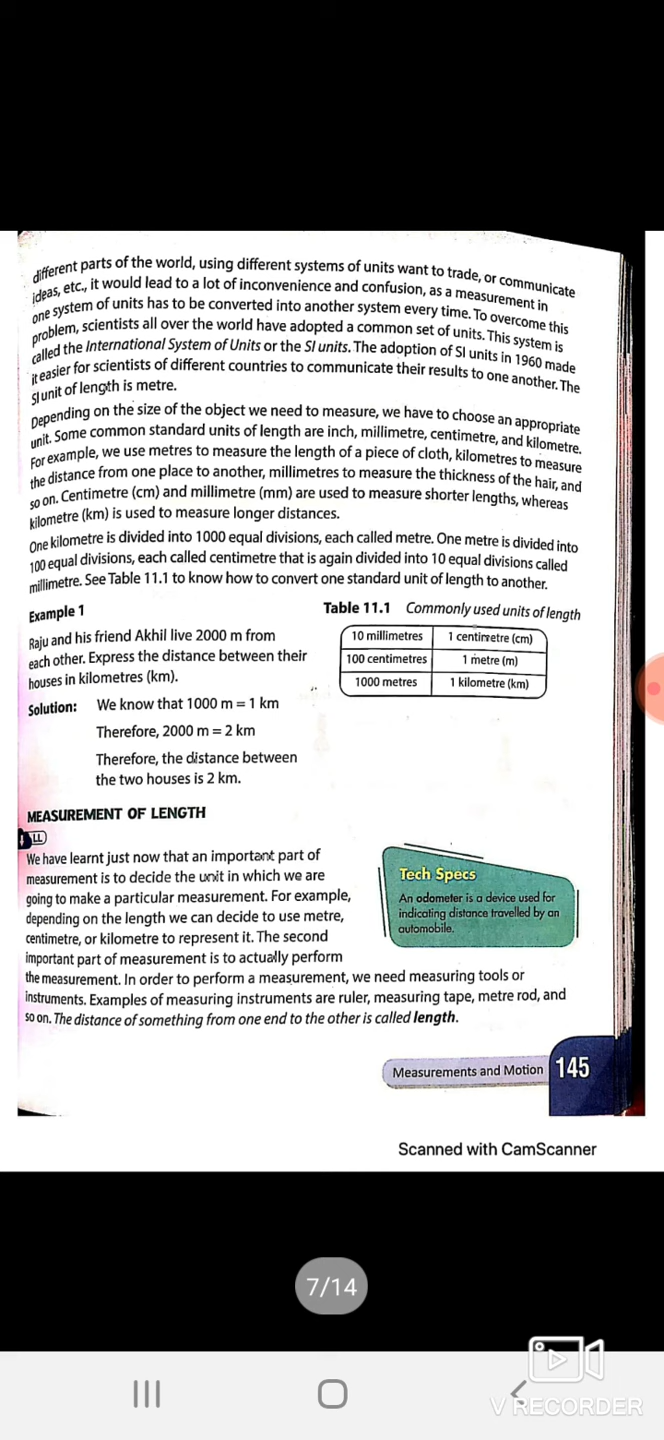 different parts of the world, using different systems of units want to trade, or communicate
ideas, etc., it would lead to a lot of inconvenience and confusion, as a measurement in
one system of units has to be converted into another system every time. To overcome this
problem, scientists all over the world have adopted a common set of units. This system is
called the International System of Units or the SI units. The adoption of SI units in 1960 made
it easier for scientists of different countries to communicate their results to one another. The
SI unit of length is metre.
Depending on the size of the object we need to measure, we have to choose an appropriate
unit. Some common standard units of length are inch, millimetre, centimetre, and kilometre.
For example, we use metres to measure the length of a piece of cloth, kilometres to measure
the distance from one place to another, millimetres to measure the thickness of the hair, and
so on. Centimetre (cm) and millimetre (mm) are used to measure shorter lengths, whereas
kilometre (km) is used to measure longer distances.
One kilometre is divided into 1000 equal divisions, each called metre. One metre is divided into
100 equal divisions, each called centimetre that is again divided into 10 equal divisions called
millimetre. See Table 11.1 to know how to convert one standard unit of length to another.
Example 1
Raju and his friend Akhil live 2000 m from
each other. Express the distance between their
houses in kilometres (km).
Solution: We know that 1000 m = 1 km
Therefore, 2000 m = 2 km
Therefore, the distance between
the two houses is 2 km.
Table 11.1 Commonly used units of length
10 millimetres 1 centimetre (cm)
100 centimetres 1 metre (m)
1000 metres 1 kilometre (km)
MEASUREMENT OF LENGTH
LL
We have learnt just now that an important part of
measurement is to decide the unit in which we are
going to make a particular measurement. For example,
depending on the length we can decide to use metre,
centimetre, or kilometre to represent it. The second
important part of measurement is to actually perform
the measurement. In order to perform a measurement, we need measuring tools or
instruments. Examples of measuring instruments are ruler, measuring tape, metre rod, and
so on. The distance of something from one end to the other is called length.
Tech Specs
An odometer is a device used for
indicating distance travelled by an
automobile.
Measurements and Motion 145
Scanned with CamScanner
7/14
V RECORDER